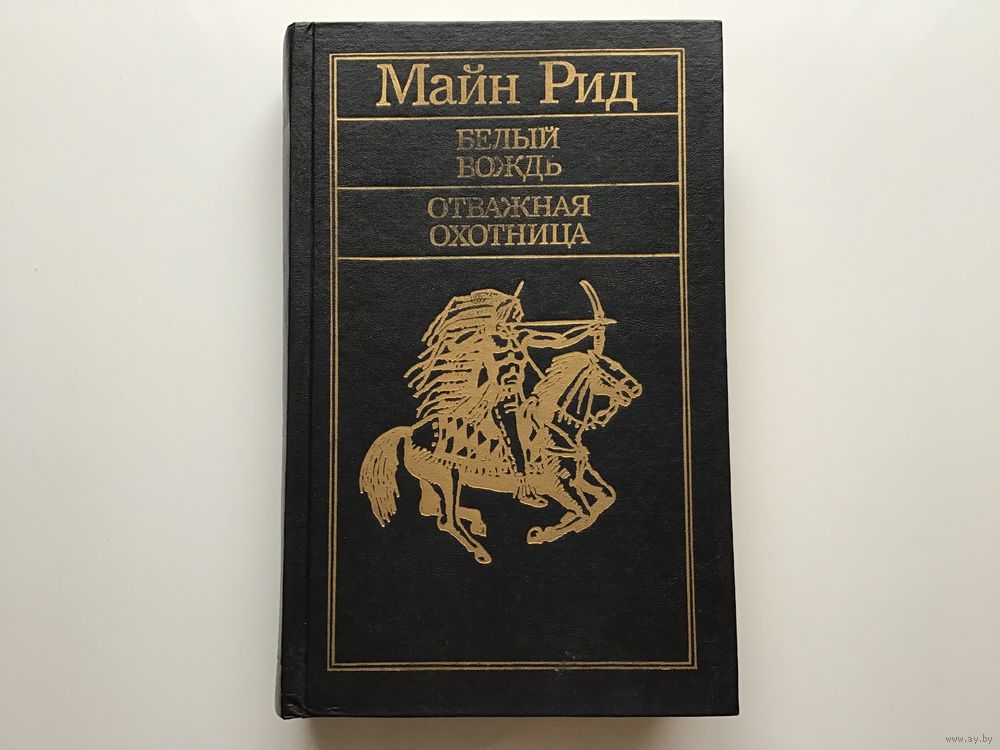 Майн Рид
БЕЛЫЙ
ВОЖДЬ
ОТВАЖНАЯ
ОХОТНИЦА
www.ay.by